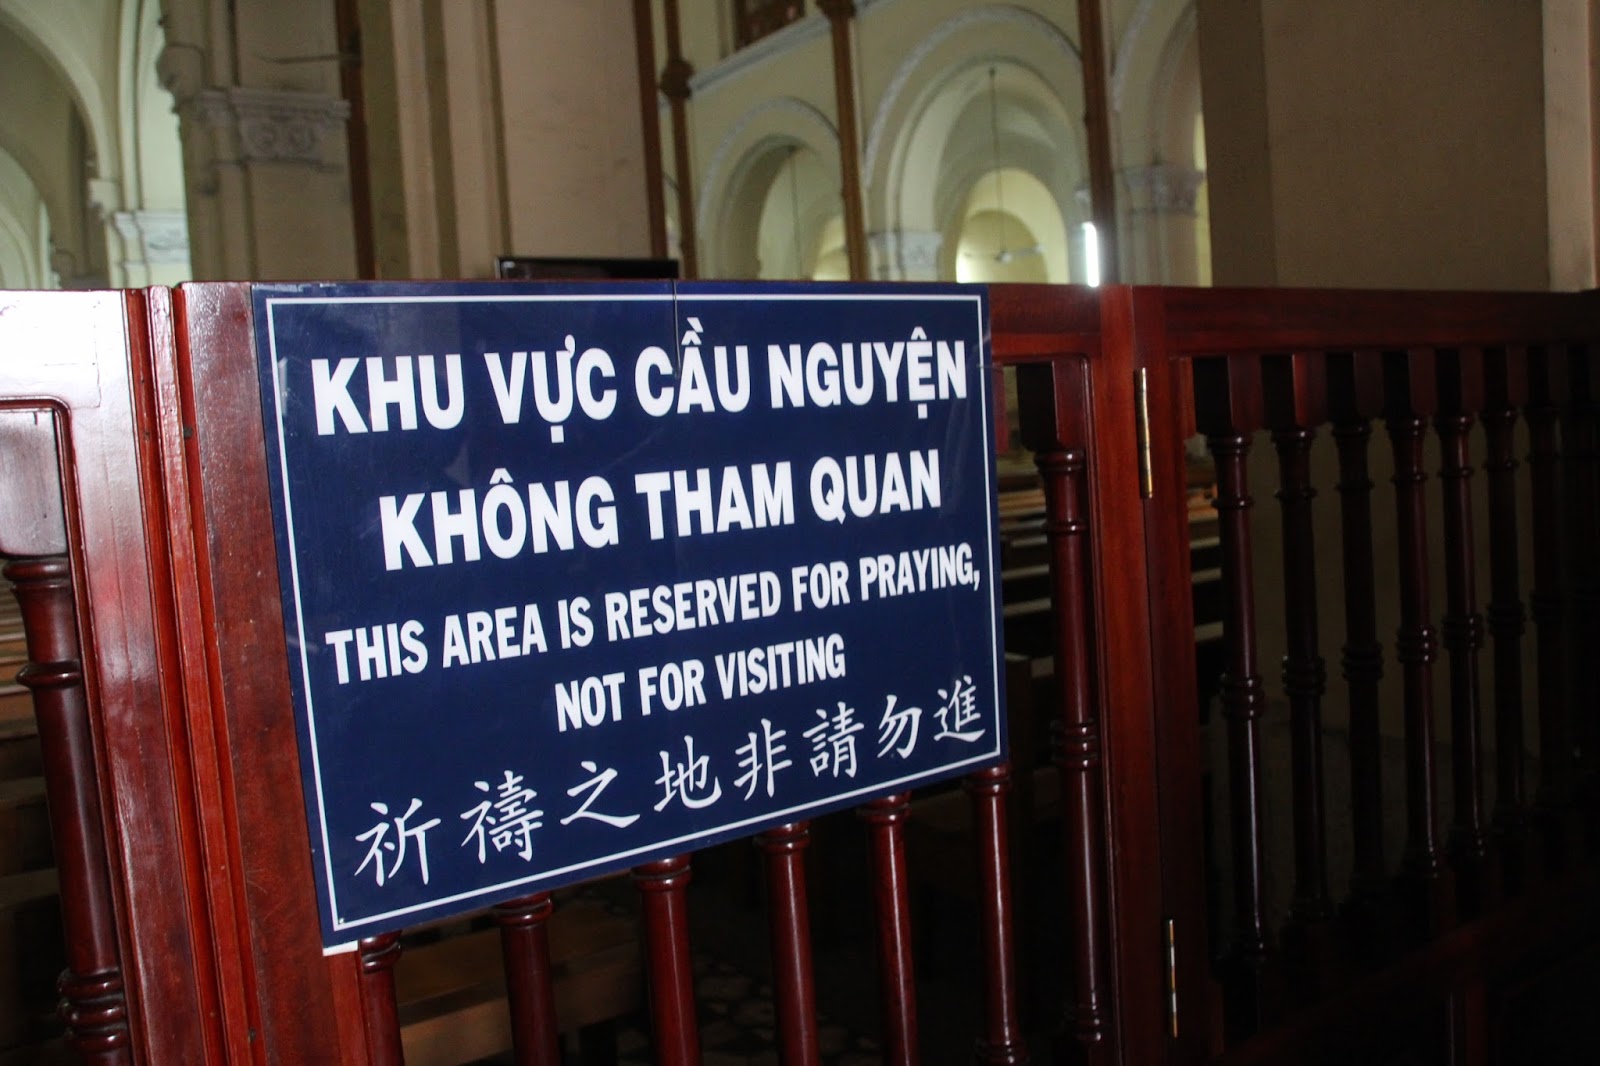 KHU VỰC CẦU NGUYỆN
KHÔNG THAM QUAN
THIS AREA IS RESERVED FOR PRAYING,
NOT FOR VISITING
祈禱之地非請勿進